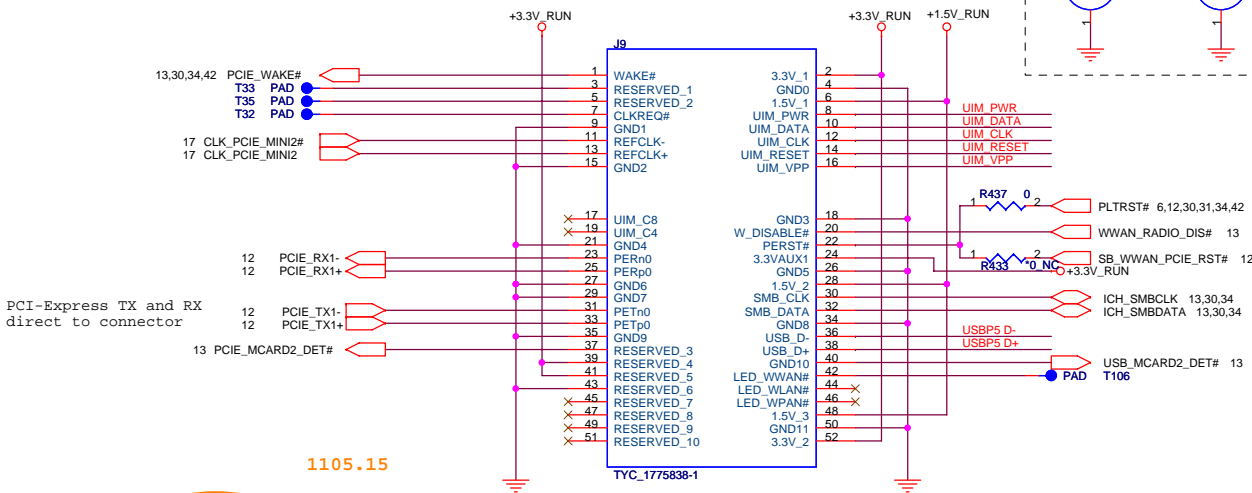 +3.3V_RUN
+3.3V_RUN
+1.5V_RUN
1
1
J9
13,30,34,42 PCIE_WAKE# 1 WAKE# 3.3V_1 2
T33 PAD 3 RESERVED_1 GND0 4
T35 PAD 5 RESERVED_2 1.5V_1 6
T32 PAD 7 CLKREQ# UIM_PWR 8 UIM_PWR
9 GND1 UIM_DATA 10 UIM_DATA
17 CLK_PCIE_MINI2# 11 REFCLK- UIM_CLK 12 UIM_CLK
17 CLK_PCIE_MINI2 13 REFCLK+ UIM_RESET 14 UIM_RESET
15 GND2 UIM_VPP 16 UIM_VPP
R437 0
1 2 PLTRST# 6,12,30,31,34,42
17 UIM_C8 GND3 18
19 UIM_C4 W_DISABLE# 20 WWAN_RADIO_DIS# 13
21 GND4 PERST# 22
12 PCIE_RX1- 23 PERn0 3.3VAUX1 24 1 2 SB_WWAN_PCIE_RST# 12
R433 *0_NC
+3.3V_RUN
12 PCIE_RX1+ 25 PERp0 GND5 26
27 GND6 1.5V_2 28
29 GND7 SMB_CLK 30 ICH_SMBCLK 13,30,34
PCI-Express TX and RX
direct to connector
12 PCIE_TX1- 31 PETn0 SMB_DATA 32 ICH_SMBDATA 13,30,34
12 PCIE_TX1+ 33 PETp0 GND8 34
35 GND9 USB_D- 36 USBP5 D-
13 PCIE_MCARD2_DET# 37 RESERVED_3 USB_D+ 38 USBP5 D+
39 RESERVED_4 GND10 40 USB_MCARD2_DET# 13
41 RESERVED_5 LED_WWAN# 42 PAD T106
43 RESERVED_6 LED_WLAN# 44
45 RESERVED_7 LED_WPAN# 46
47 RESERVED_8 1.5V_3 48
49 RESERVED_9 GND11 50
51 RESERVED_10 3.3V_2 52
1105.15
TYC_1775838-1